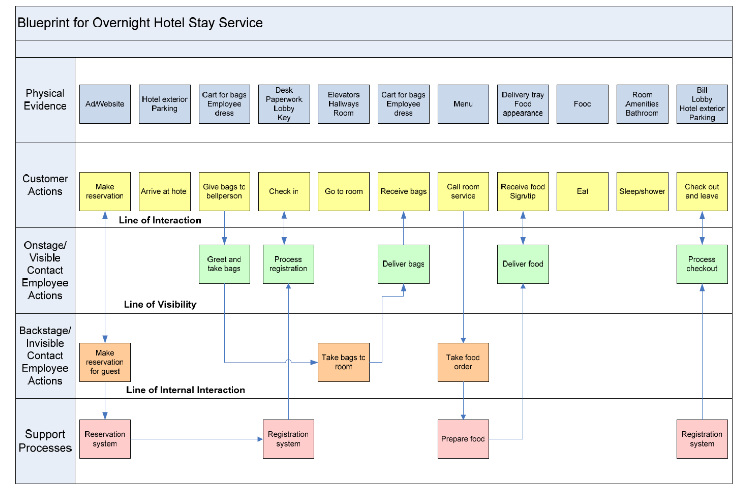 Blueprint for Overnight Hotel Stay Service
Physical
Evidence
Ad/Website
Hotel exterior
Parking
Cart for bags
Employee
dress
Desk
Paperwork
Lobby
Key
Elevators
Hallways
Room
Cart for bags
Employee
dress
Menu
Delivery tray
Food
appearance
Fooc
Room
Amenities
Bathroom
Bill
Lobby
Hotel exterior
Parking
Customer
Actions
Make
reservation
Arrive at hote
Give bags to
bellperson
Check in
Go to room
Receive bags
Call room
service
Receive food
Sign/tip
Eat
Sleep/shower
Check out
and leave
Line of Interaction
Onstage/
Visible
Contact
Employee
Actions
Greet and
take bags
Process
registration
Deliver bags
Deliver food
Process
checkout
Line of Visibility
Backstage/
Invisible
Contact
Employee
Actions
Make
reservation
for guest
Take bags to
room
Take food
order
Line of Internal Interaction
Support
Processes
Reservation
system
Registration
system
Prepare food
Registration
system